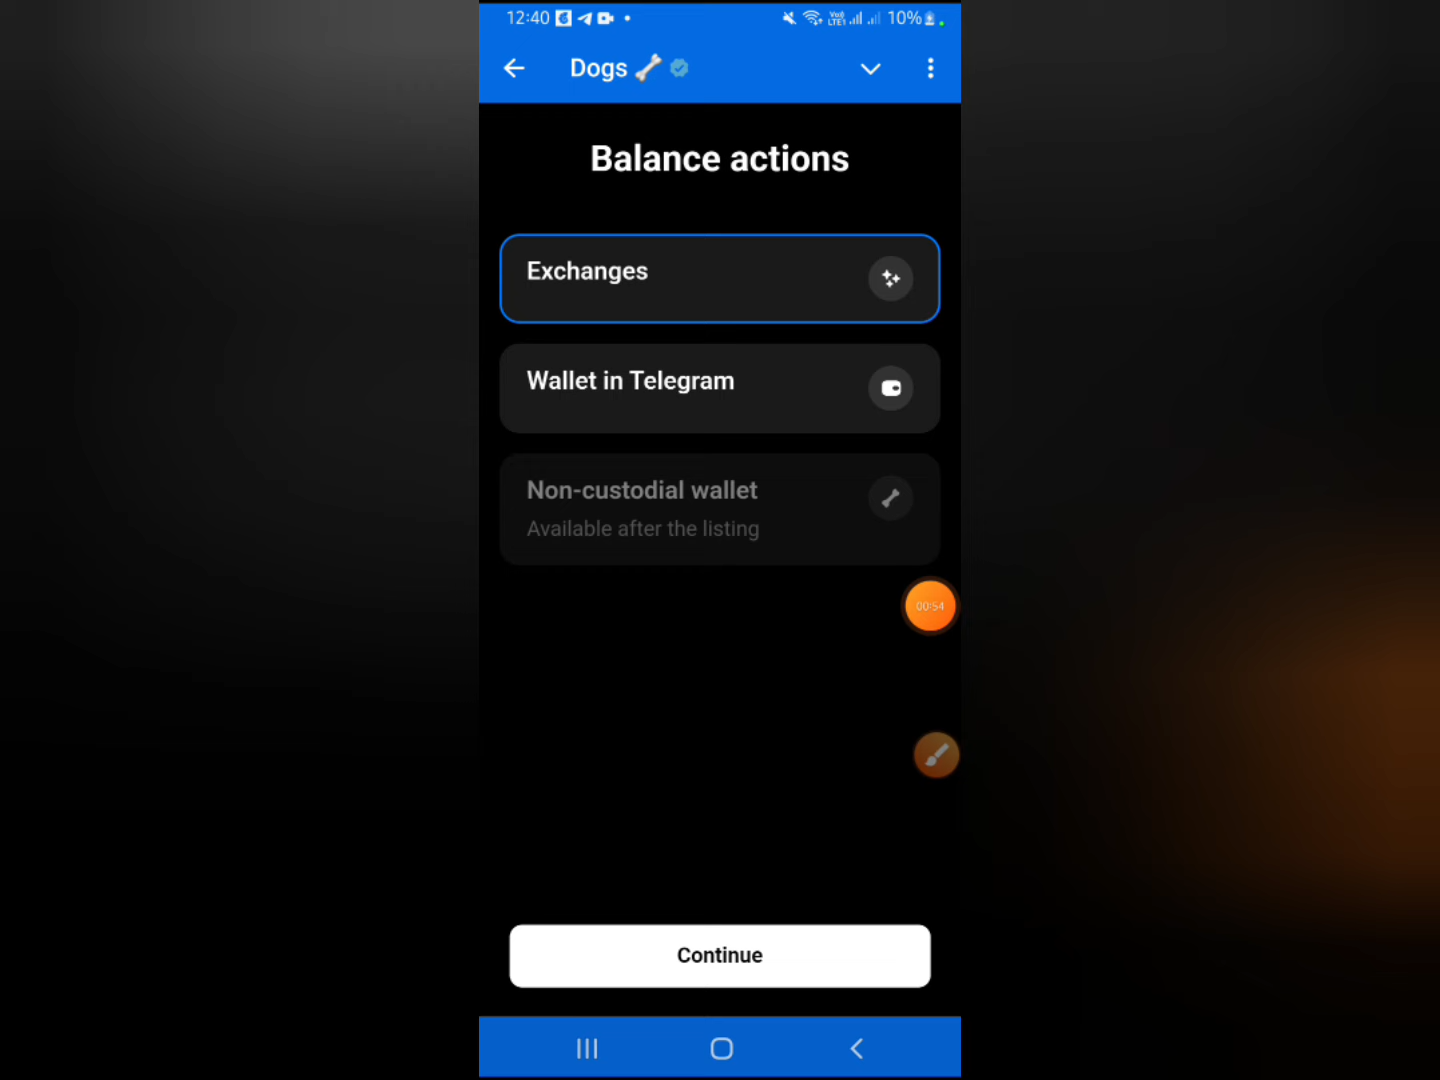 12:40
10%
Dogs
Balance actions
Exchanges
Wallet in Telegram
Non-custodial wallet
Available after the listing
00:54
Continue